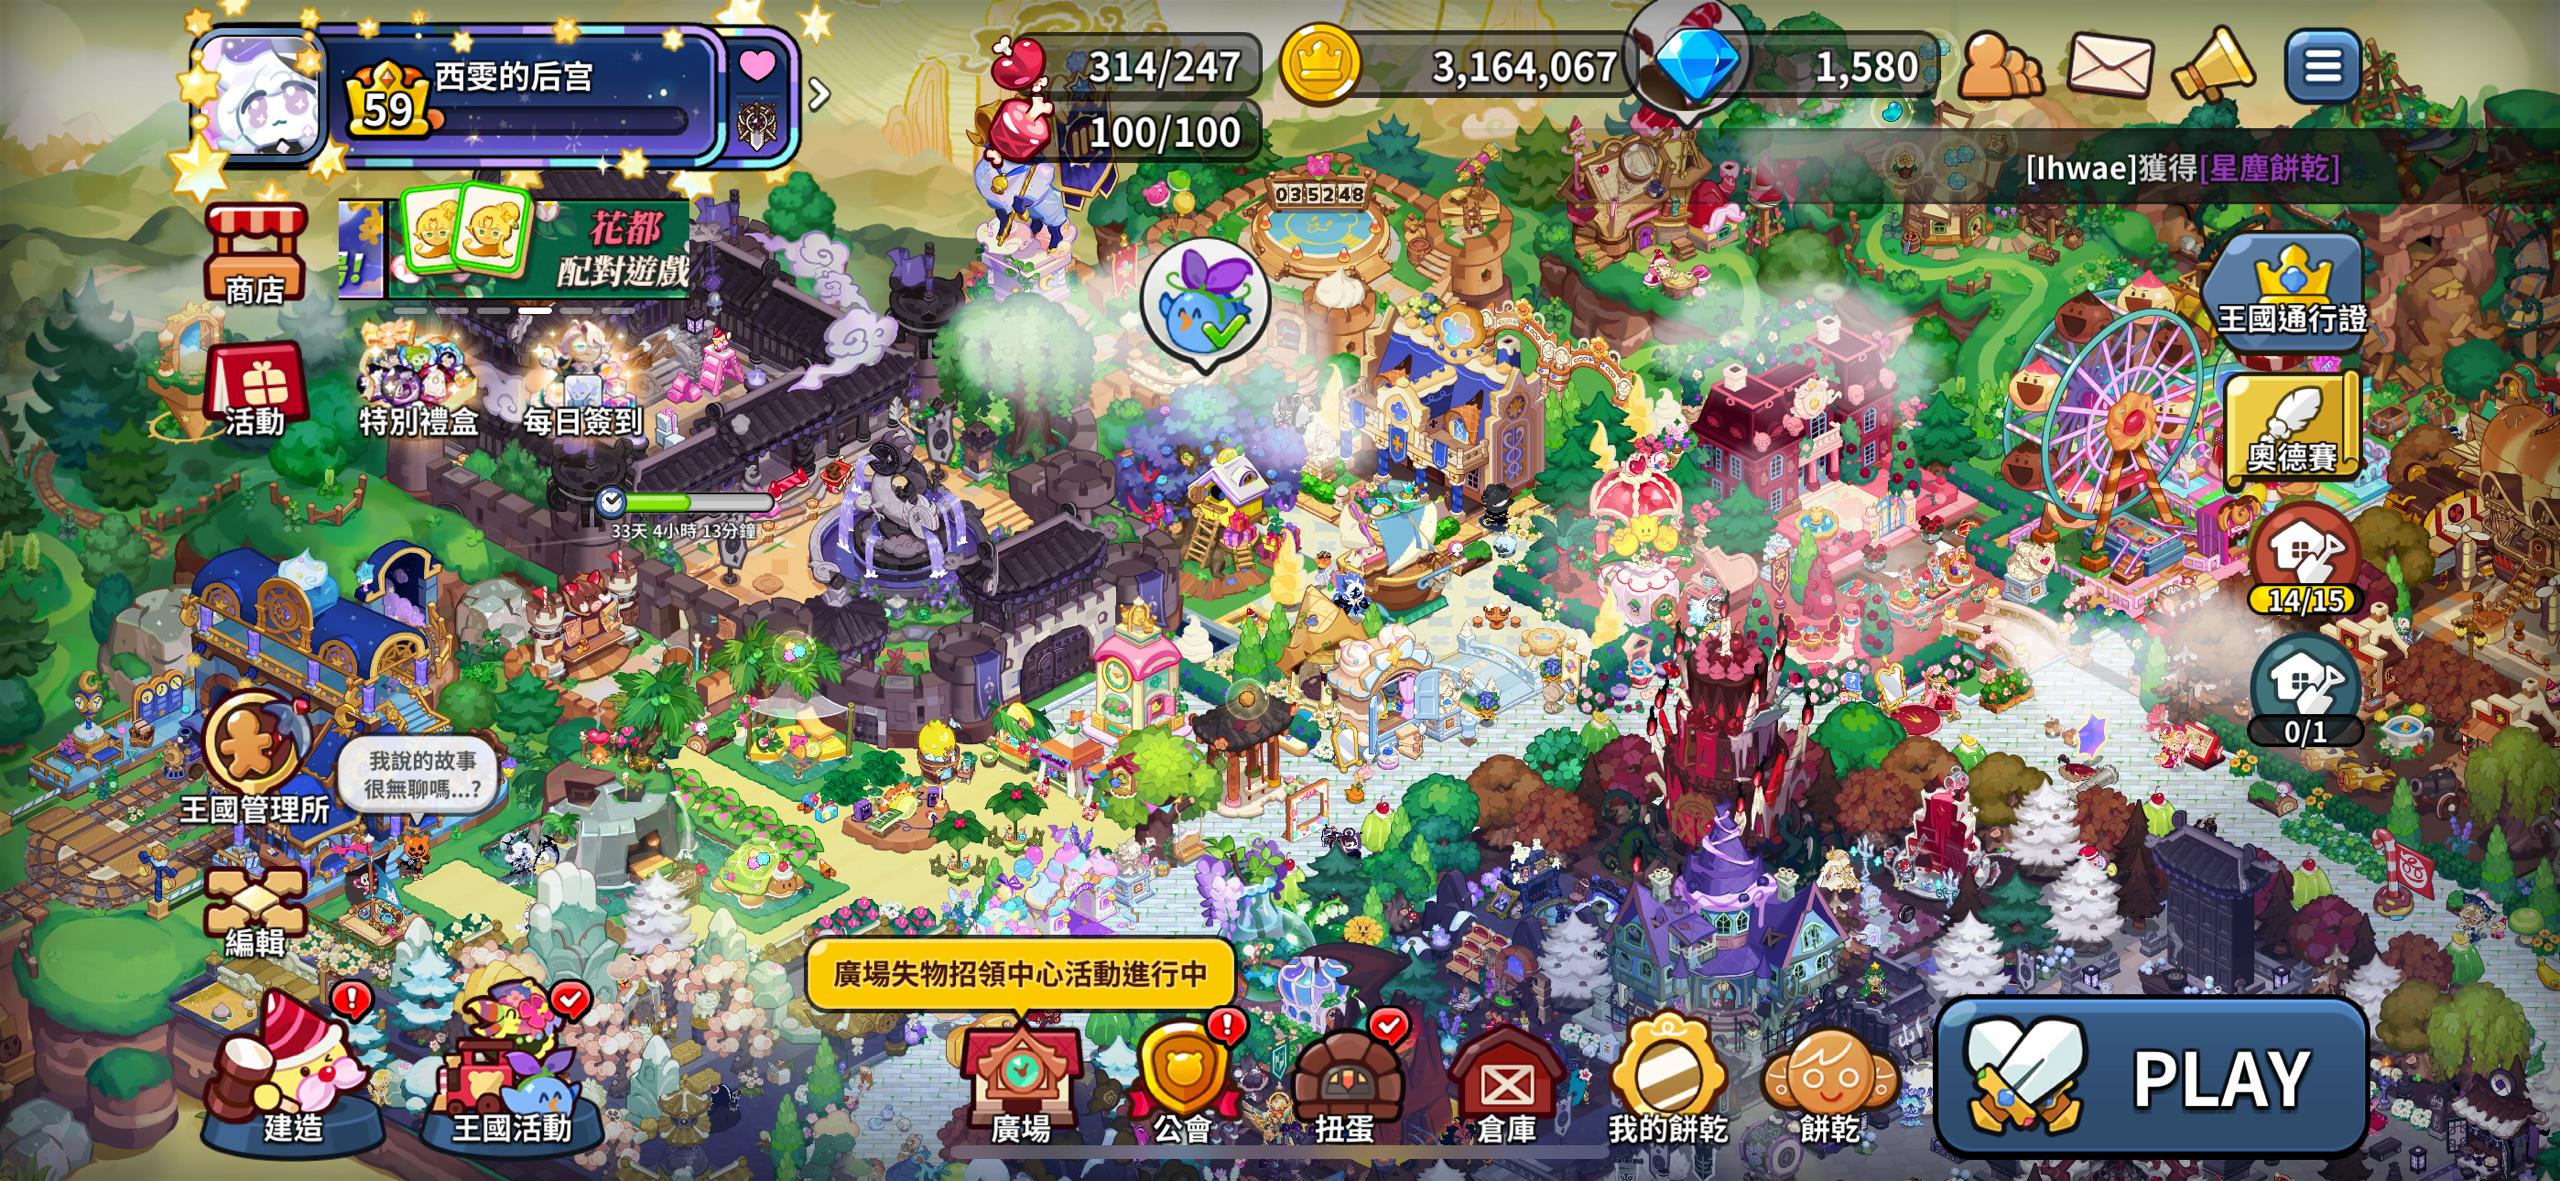 59
西雯的后宫
314/247
100/100
3,164,067
1,580
[Ihwae]獲得[星塵餅乾]
03:52:48
商店
花都
配對遊戲
活動
特別禮盒
每日簽到
33天 4小時 13分鐘
王國通行證
奧德賽
14/15
0/1
王國管理所
我說的故事
很無聊嗎...?
編輯
廣場失物招領中心活動進行中
建造
王國活動
廣場
公會
扭蛋
倉庫
我的餅乾
餅乾
PLAY